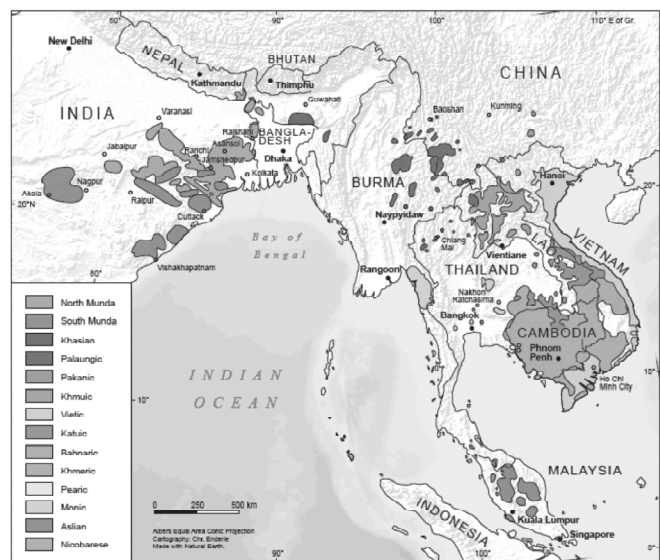 80°
90°
100°
110° E of Gr.
New Delhi
NEPAL
BHUTAN
CHINA
Kathmandu
Thimphu
Guwahati
INDIA
Varanasi
Baoshan
Kunming
Rajshahi
BANGLA-
DESH
Jabalpur
Ranchi
Asansol
Jamshedpur
Dhaka
BURMA
Hanoi
Akola
Nagpur
Kolkata
20°N
Raipur
Cuttack
Naypyidaw
20°
Chiang
Mai
LAOS
VIETNAM
Bay of
Bengal
Vientiane
Vishakhapatnam
80°
Rangoon
THAILAND
Nakhon
Ratchasima
Bangkok
CAMBODIA
Phnom
Penh
INDIAN
OCEAN
10°
10°
Ho Chi
Minh City
MALAYSIA
Kuala Lumpur
INDONESIA
Singapore
0°
90°
100°
North Munda
South Munda
Khasian
Palaungic
Pakanic
Khmuic
Vietic
Katuic
Bahnaric
Khmeric
Pearic
Monic
Aslian
Nicobarese
0 250 500 km
Albers Equal Area Conic Projection
Cartography: Chr. Enderle
Made with Natural Earth.